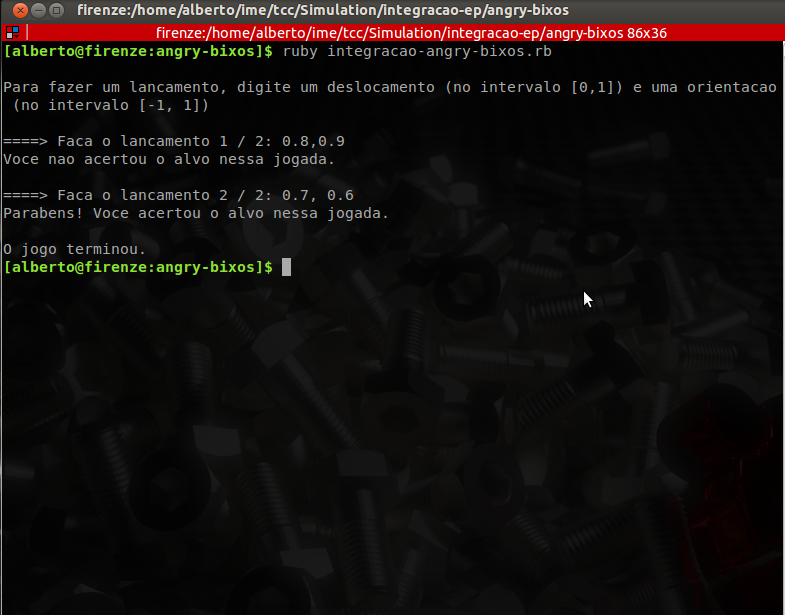 firenze:/home/alberto/ime/tcc/Simulation/integracao-ep/angry-bixos
firenze:/home/alberto/ime/tcc/Simulation/integracao-ep/angry-bixos 86x36
[alberto@firenze:angry-bixos]$ ruby integracao-angry-bixos.rb
Para fazer um lancamento, digite um deslocamento (no intervalo [0,1]) e uma orientacao
(no intervalo [-1, 1])
====> Faca o lancamento 1 / 2: 0.8,0.9
Voce nao acertou o alvo nessa jogada.
====> Faca o lancamento 2 / 2: 0.7, 0.6
Parabens! Voce acertou o alvo nessa jogada.
O jogo terminou.
[alberto@firenze:angry-bixos]$